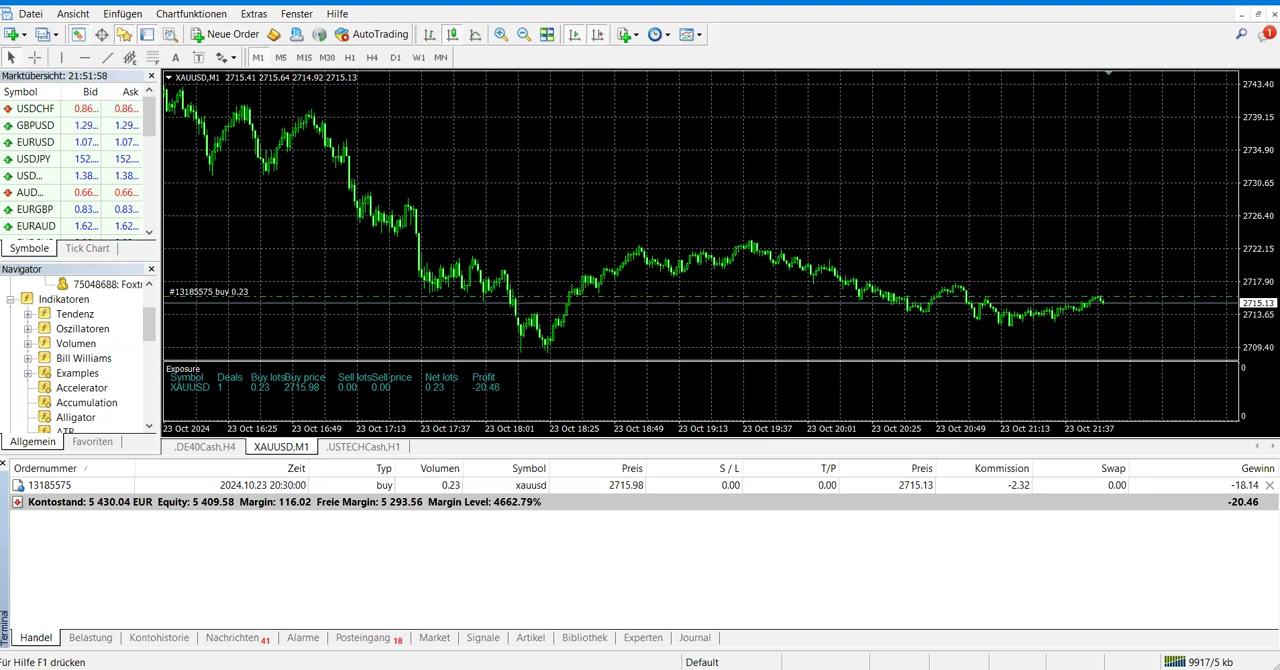 Datei Ansicht Einfügen Chartfunktionen Extras Fenster Hilfe
Neue Order AutoTrading 1
A T M1 M5 M15 M30 H1 H4 D1 W1 MN
Marktübersicht: 21:51:58
Symbol Bid Ask
USDCHF 0.86... 0.86...
GBPUSD 1.29... 1.29...
EURUSD 1.07... 1.07...
USDJPY 152.... 152....
USD... 1.38... 1.38...
AUD... 0.66... 0.66...
EURGBP 0.83... 0.83...
EURAUD 1.62... 1.62...
Symbole Tick Chart
Navigator
75048688: Foxtr
Indikatoren
Tendenz
Oszillatoren
Volumen
Bill Williams
Examples
Accelerator
Accumulation
Alligator
ATR
Allgemein Favoriten
XAUUSD,M1 2715.41 2715.64 2714.92 2715.13
2743.40
2739.15
2734.90
2730.65
2726.40
2722.15
2717.90
2715.13
2713.65
2709.40
#13185575 buy 0.23
0
0
Exposure
Symbol Deals Buy lots Buy price Sell lots Sell price Net lots Profit
XAUUSD 1 0.23 2715.98 0.00 0.00 0.23 -20.46
23 Oct 2024 23 Oct 16:25 23 Oct 16:49 23 Oct 17:13 23 Oct 17:37 23 Oct 18:01 23 Oct 18:25 23 Oct 18:49 23 Oct 19:13 23 Oct 19:37 23 Oct 20:01 23 Oct 20:25 23 Oct 20:49 23 Oct 21:13 23 Oct 21:37
.DE40Cash,H4 XAUUSD,M1 .USTECHCash,H1
Ordernummer / Zeit Typ Volumen Symbol Preis S / L T/P Preis Kommission Swap Gewinn
13185575 2024.10.23 20:30:00 buy 0.23 xauusd 2715.98 0.00 0.00 2715.13 -2.32 0.00 -18.14
Kontostand: 5 430.04 EUR Equity: 5 409.58 Margin: 116.02 Freie Margin: 5 293.56 Margin Level: 4662.79% -20.46
Terminal
Handel Belastung Kontohistorie Nachrichten 41 Alarme Posteingang 18 Market Signale Artikel Bibliothek Experten Journal
Für Hilfe F1 drücken Default 9917/5 kb